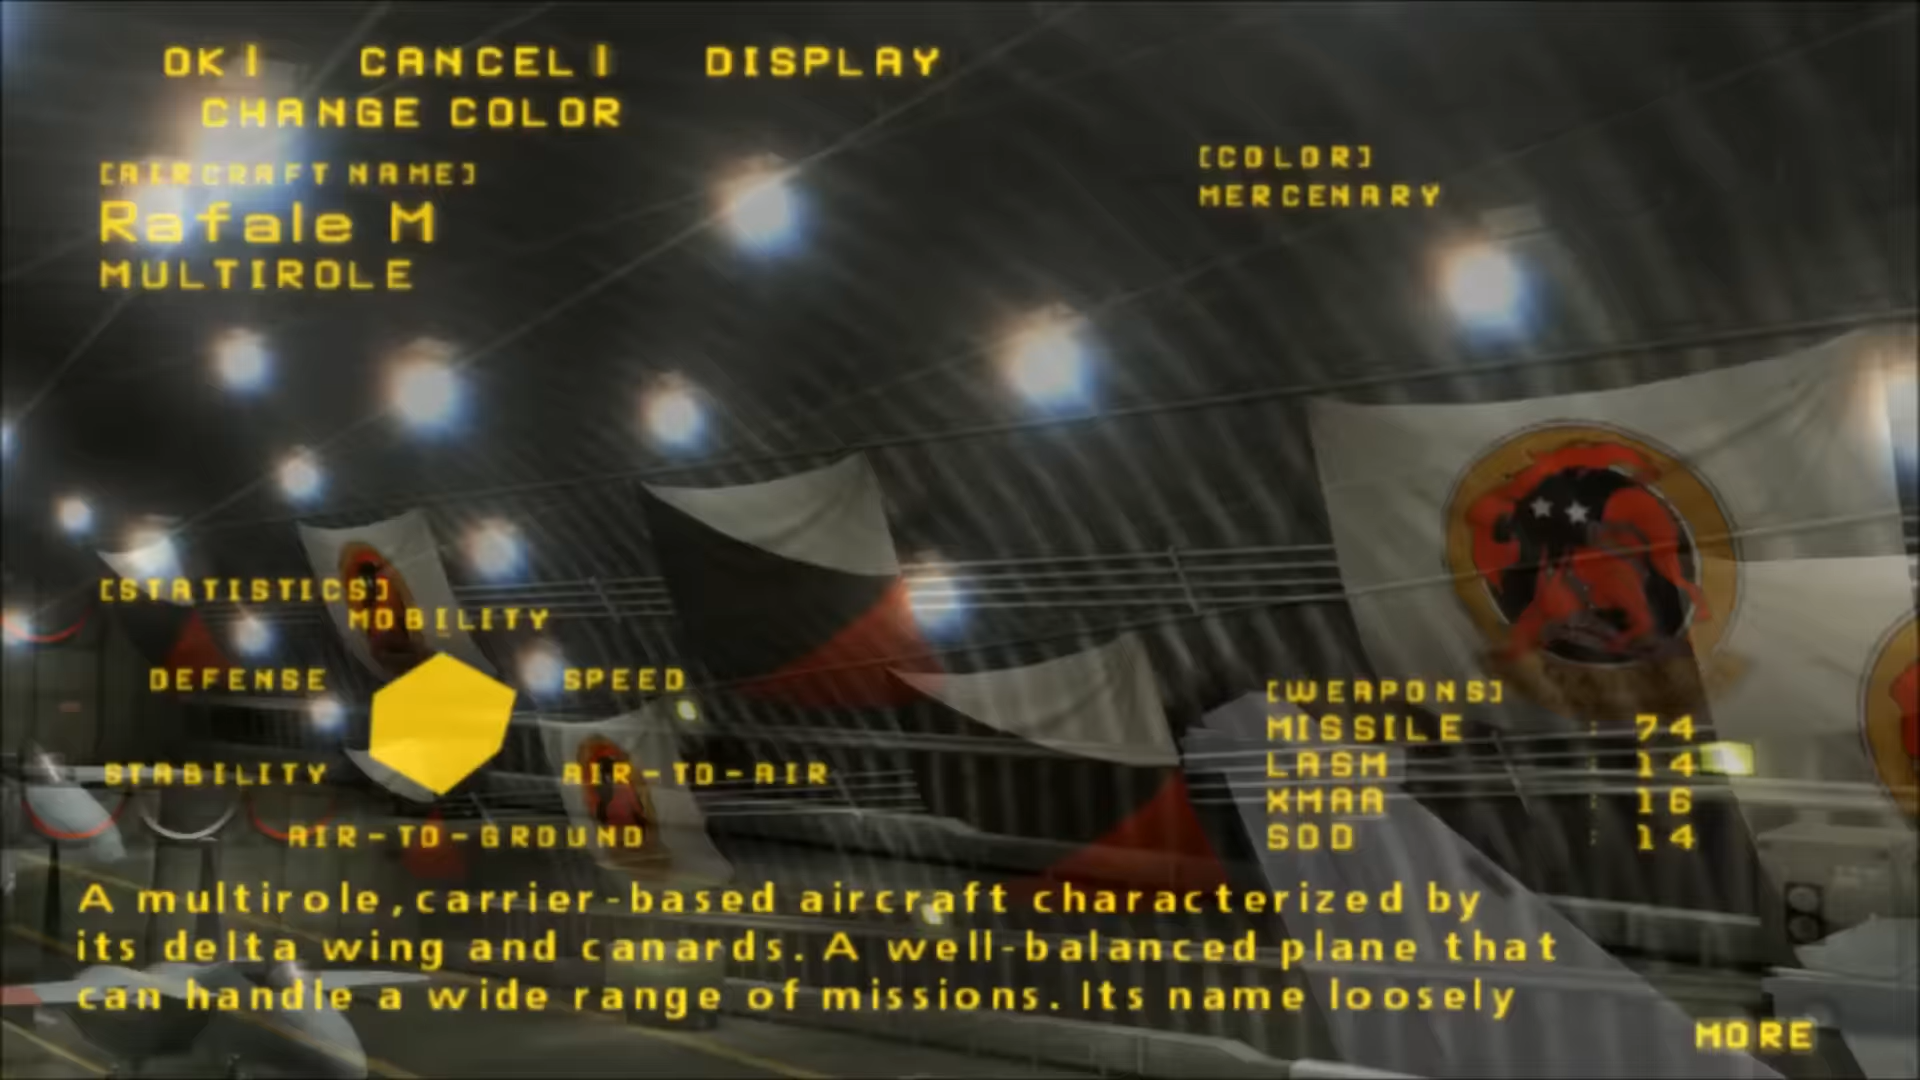 OK | CANCEL | DISPLAY
CHANGE COLOR
[AIRCRAFT NAME]
Rafale M
MULTIROLE
[COLOR]
MERCENARY
[STATISTICS]
MOBILITY
DEFENSE
SPEED
STABILITY
AIR-TO-AIR
AIR-TO-GROUND
[WEAPONS]
MISSILE : 74
LASM : 14
XMAA : 16
SOD : 14
A multirole, carrier-based aircraft characterized by
its delta wing and canards. A well-balanced plane that
can handle a wide range of missions. Its name loosely
MORE